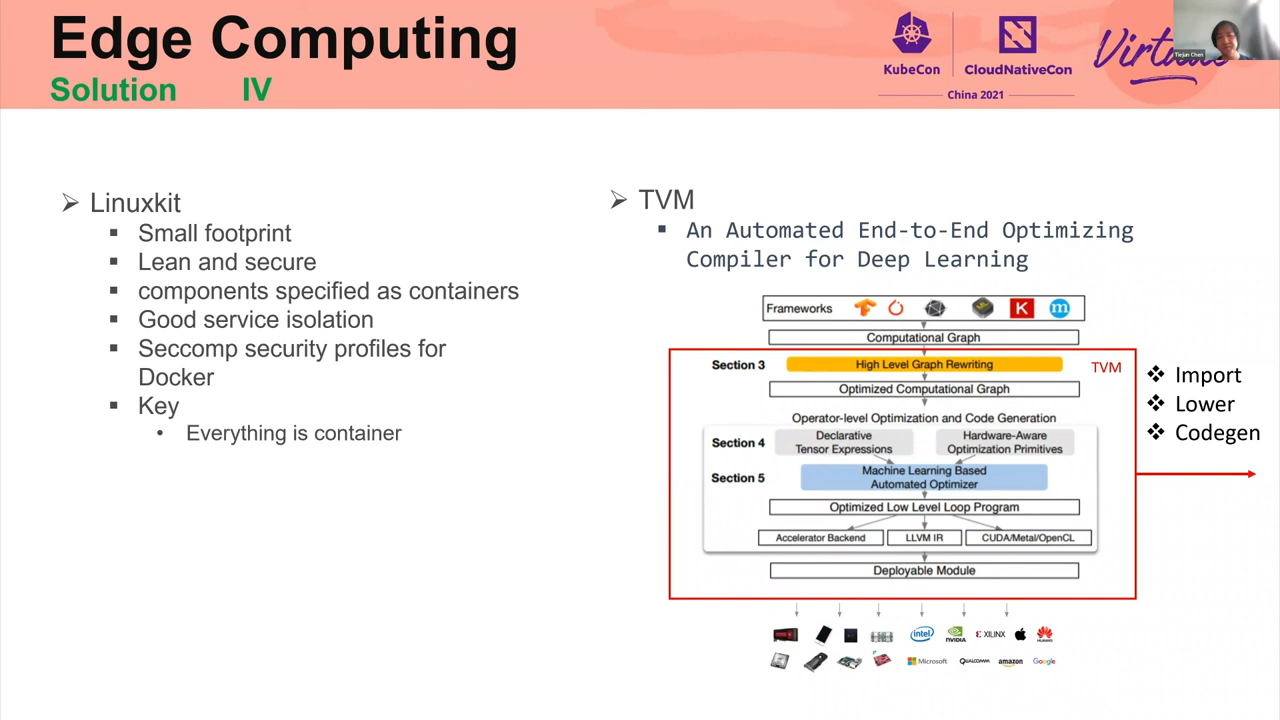 Edge Computing
Solution IV
KubeCon
CloudNativeCon
China 2021
Virtual
Tiejun Chen
Linuxkit
Small footprint
Lean and secure
components specified as containers
Good service isolation
Seccomp security profiles for
Docker
Key
Everything is container
TVM
An Automated End-to-End Optimizing
Compiler for Deep Learning
Frameworks
K
m
Computational Graph
Section 3
High Level Graph Rewriting
TVM
Optimized Computational Graph
Operator-level Optimization and Code Generation
Section 4
Declarative
Tensor Expressions
Hardware-Aware
Optimization Primitives
Section 5
Machine Learning Based
Automated Optimizer
Optimized Low Level Loop Program
Accelerator Backend
LLVM IR
CUDA/Metal/OpenCL
Deployable Module
Import
Lower
Codegen
intel
NVIDIA
XILINX
HUAWEI
Microsoft
QUALCOMM
amazon
Google